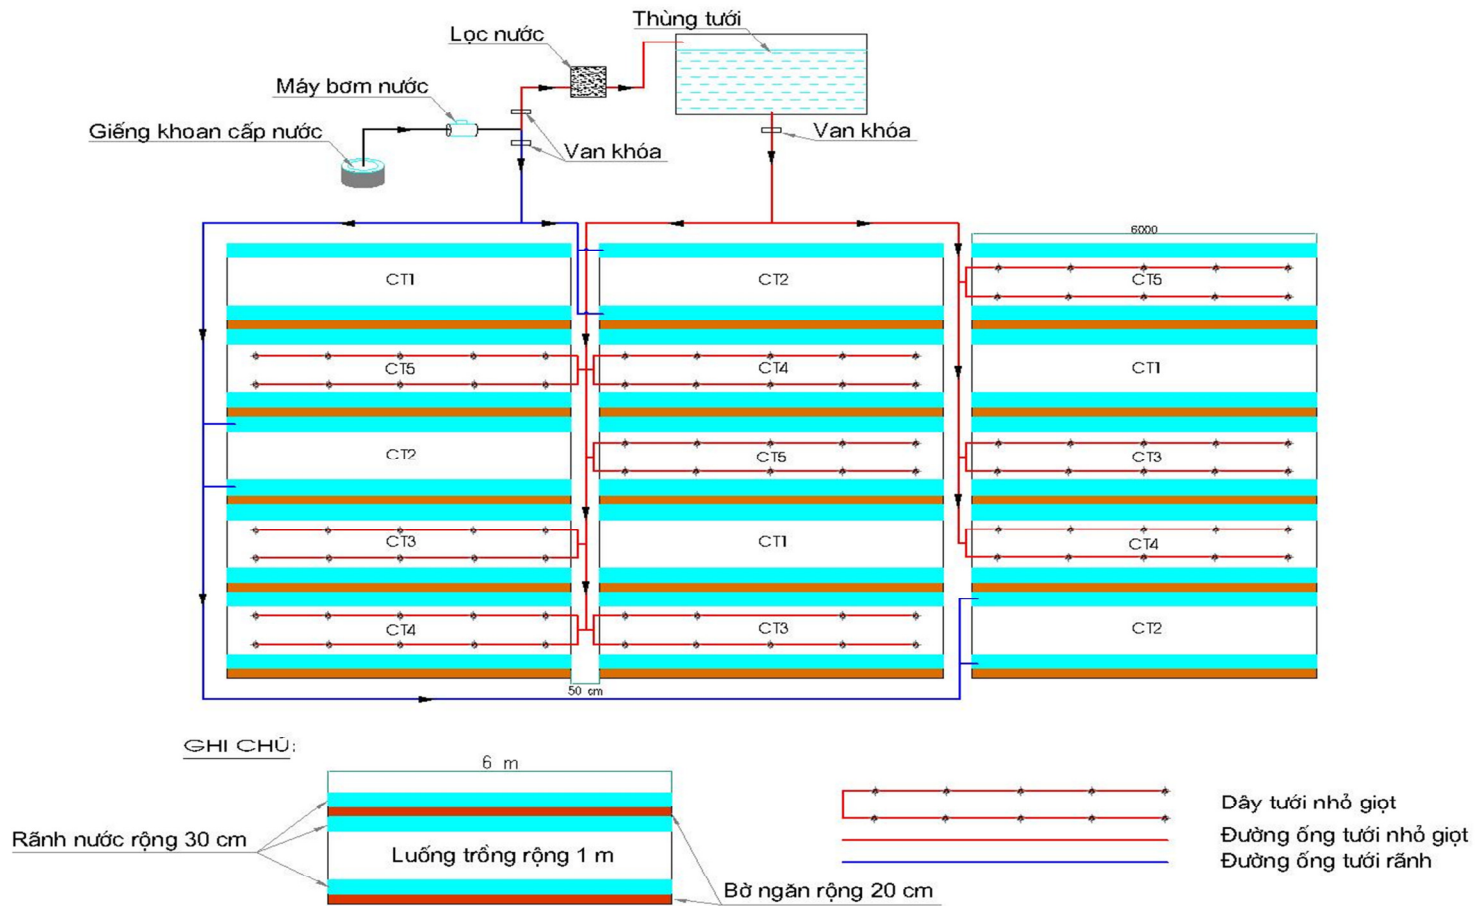 Thùng tưới
Lọc nước
Máy bơm nước
Giếng khoan cấp nước
Van khóa
Van khóa
6000
CT1
CT2
CT5
CT5
CT4
CT1
CT2
CT5
CT3
CT3
CT1
CT4
CT4
CT3
CT2
50 cm
GHI CHÚ:
6 m
Rãnh nước rộng 30 cm
Luống trồng rộng 1 m
Bờ ngăn rộng 20 cm
Dây tưới nhỏ giọt
Đường ống tưới nhỏ giọt
Đường ống tưới rãnh